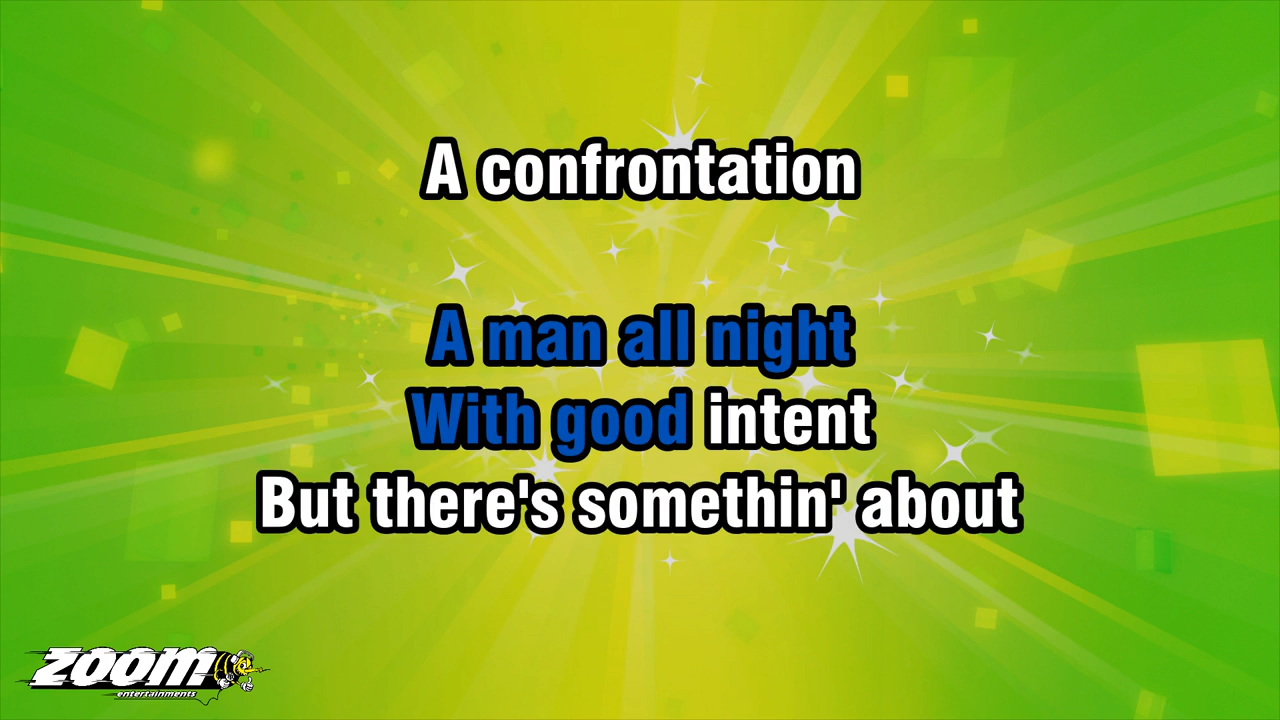 A confrontation
A man all night
With good intent
But there's somethin' about
zoom
entertainments